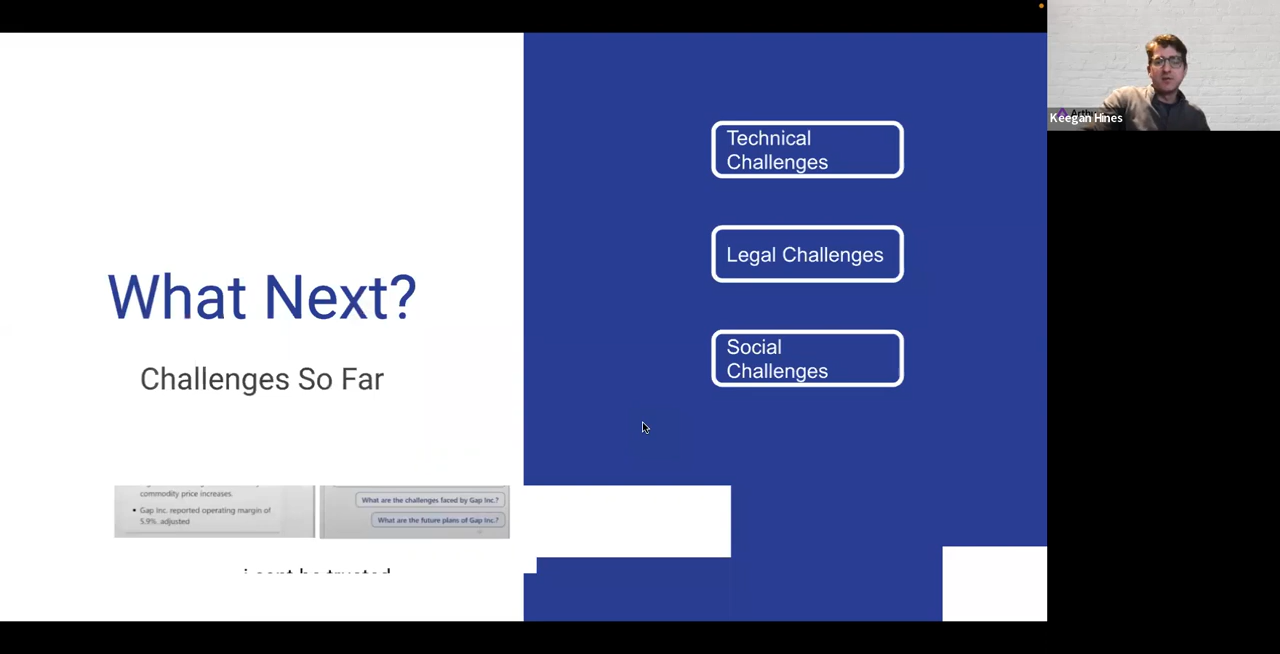 What Next?
Challenges So Far
commodity price increases.
Gap Inc. reported operating margin of
5.9%, adjusted
What are the challenges faced by Gap Inc.?
What are the future plans of Gap Inc.?
be trusted
Technical
Challenges
Legal Challenges
Social
Challenges
Keegan Hines